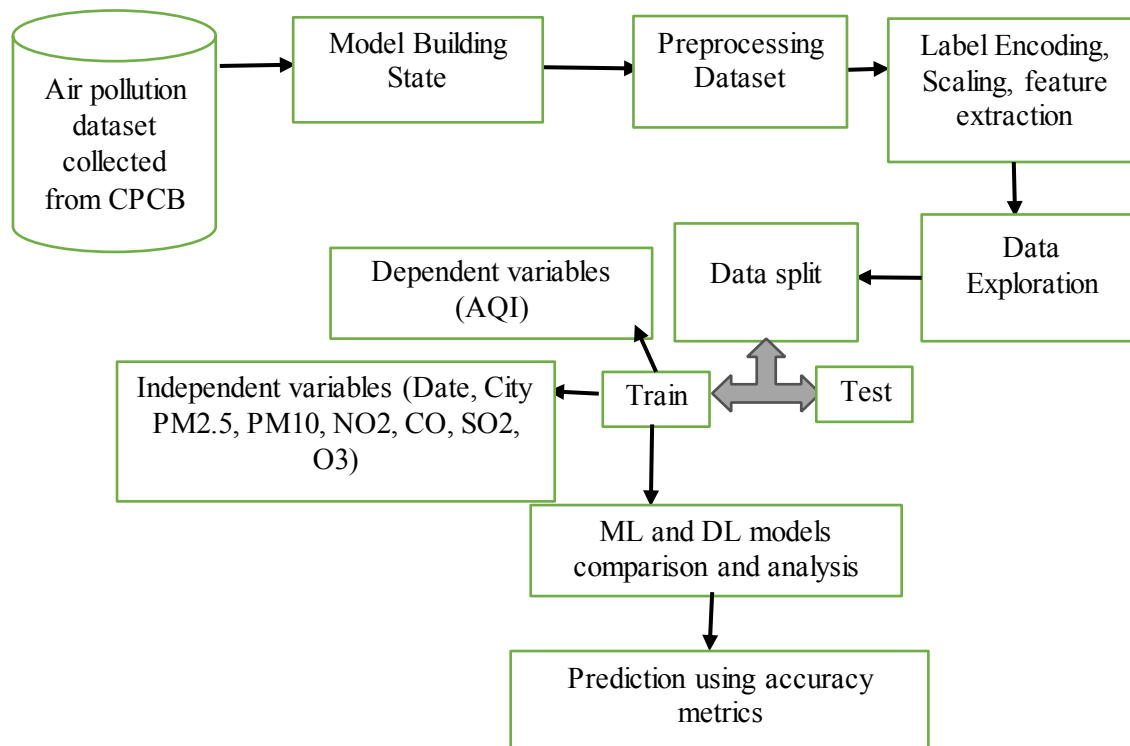 Air pollution
dataset
collected
from CPCB
Model Building
State
Preprocessing
Dataset
Label Encoding,
Scaling, feature
extraction
Data
Exploration
Data split
Dependent variables
(AQI)
Independent variables (Date, City
PM2.5, PM10, NO2, CO, SO2,
O3)
Train
Test
ML and DL models
comparison and analysis
Prediction using accuracy
metrics